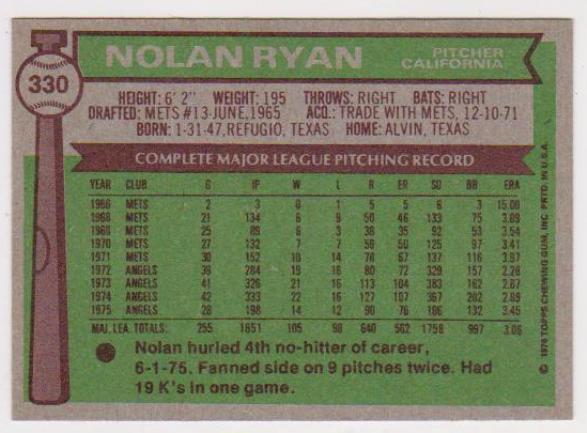 330
NOLAN RYAN
PITCHER
CALIFORNIA
HEIGHT: 6' 2" WEIGHT: 195 THROWS: RIGHT BATS: RIGHT
DRAFTED: METS #13-JUNE, 1965 ACQ.: TRADE WITH METS, 12-10-71
BORN: 1-31-47, REFUGIO, TEXAS HOME: ALVIN, TEXAS
COMPLETE MAJOR LEAGUE PITCHING RECORD
YEAR CLUB G IP W L R ER SO BB ERA
1966 METS 2 3 0 1 5 5 6 3 15.00
1968 METS 21 134 6 9 50 46 133 75 3.09
1969 METS 25 89 6 3 38 35 92 53 3.54
1970 METS 27 132 7 7 59 50 125 97 3.41
1971 METS 30 152 10 14 78 67 137 116 3.97
1972 ANGELS 39 284 19 16 80 72 329 157 2.28
1973 ANGELS 41 326 21 16 113 104 383 162 2.87
1974 ANGELS 42 333 22 16 127 107 367 202 2.89
1975 ANGELS 28 198 14 12 90 76 186 132 3.45
MAJ. LEA. TOTALS: 255 1651 105 98 640 562 1758 997 3.06
Nolan hurled 4th no-hitter of career,
6-1-75. Fanned side on 9 pitches twice. Had
19 K's in one game.
© 1976 TOPPS CHEWING GUM, INC. PRTD. IN U.S.A.